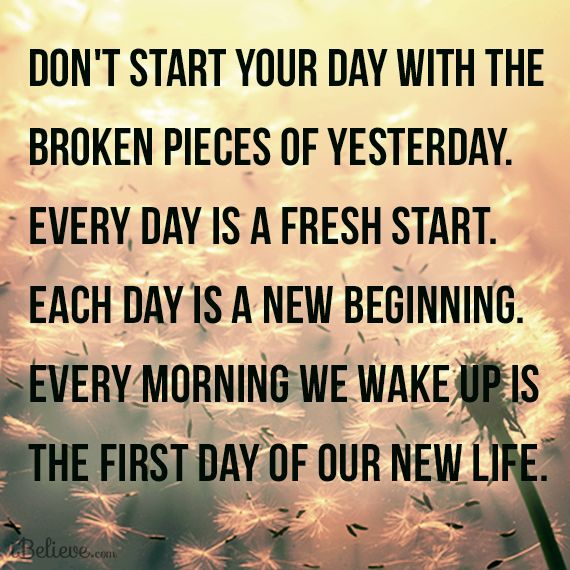 DON'T START YOUR DAY WITH THE
BROKEN PIECES OF YESTERDAY.
EVERY DAY IS A FRESH START.
EACH DAY IS A NEW BEGINNING.
EVERY MORNING WE WAKE UP IS
THE FIRST DAY OF OUR NEW LIFE.
iBelieve.com